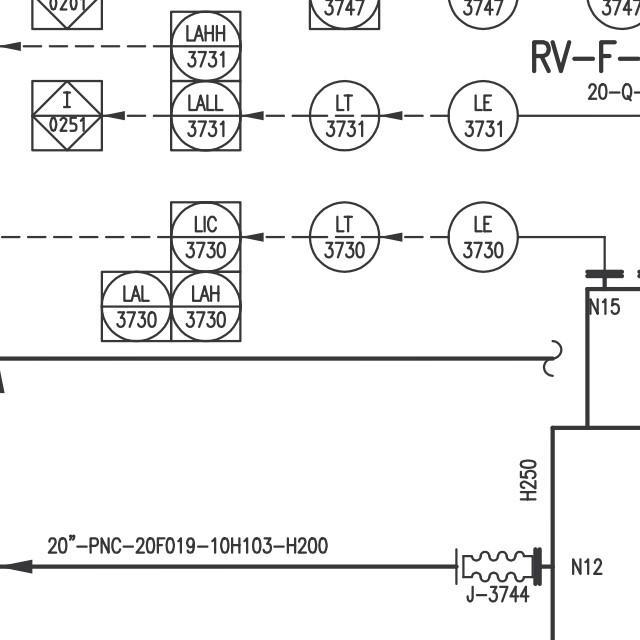 0201
3747
3747
3747
LAHH
3731
RV-F-
20-Q-
I
0251
LALL
3731
LT
3731
LE
3731
LIC
3730
LT
3730
LE
3730
LAL
3730
LAH
3730
N15
H250
20"-PNC-20F019-10H103-H200
N12
J-3744